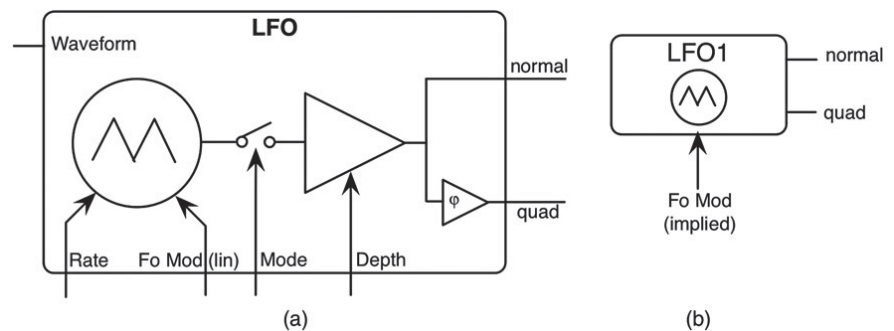 LFO
Waveform
normal
φ
quad
Rate
Fo Mod (lin)
Mode
Depth
(a)
LFO1
normal
quad
Fo Mod
(implied)
(b)